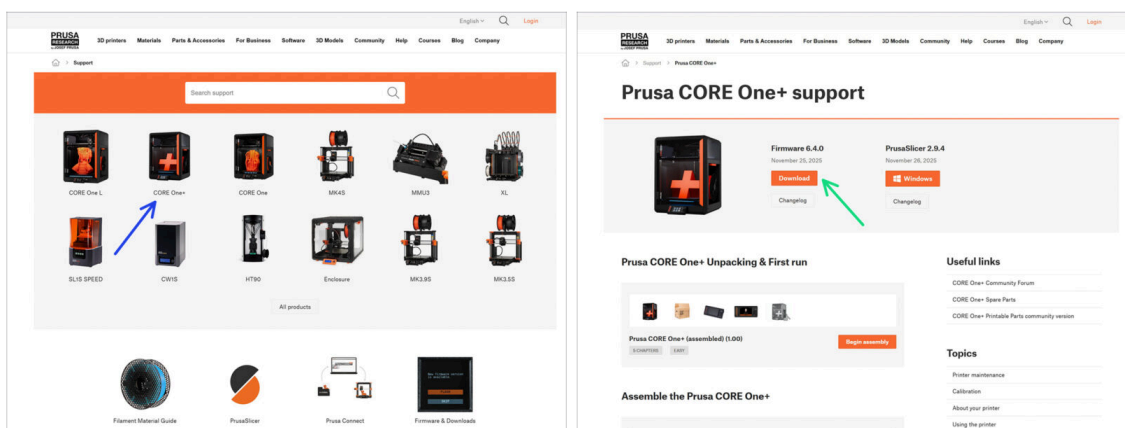 English
Login
PRUSA
RESEARCH
by JOSEF PRUSA
3D printers Materials Parts & Accessories For Business Software 3D Models Community Help Courses Blog Company
Support
Search support
CORE One L CORE One+ CORE One MK4S MMU3 XL
SL1S SPEED CW1S HT90 Enclosure MK3.9S MK3.5S
All products
Filament Material Guide PrusaSlicer Prusa Connect Firmware & Downloads
English
Login
PRUSA
RESEARCH
by JOSEF PRUSA
3D printers Materials Parts & Accessories For Business Software 3D Models Community Help Courses Blog Company
Support Prusa CORE One+
Prusa CORE One+ support
Firmware 6.4.0
November 25, 2025
Download
Changelog
PrusaSlicer 2.9.4
November 26, 2025
Windows
Changelog
Prusa CORE One+ Unpacking & First run
Prusa CORE One+ (assembled) (1.00)
EASY
Begin assembly
Assemble the Prusa CORE One+
Useful links
CORE One+ Community Forum
CORE One+ Spare Parts
CORE One+ Printable Parts community version
Topics
Printer maintenance
Calibration
About your printer
Using the printer